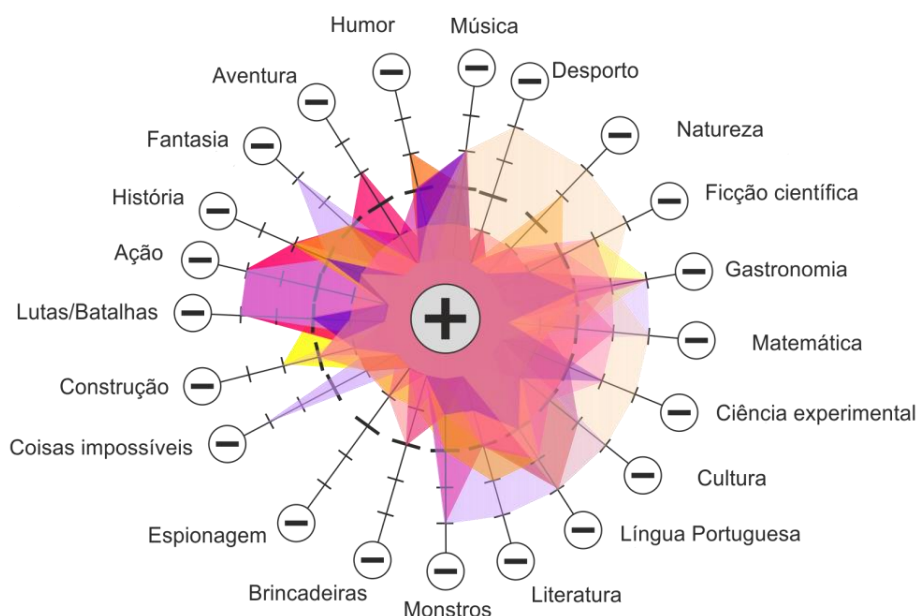 Humor
Música
Aventura
Desporto
Fantasia
Natureza
História
Ficção científica
Ação
Gastronomia
Lutas/Batalhas
Matemática
Construção
Ciência experimental
Coisas impossíveis
Cultura
Espionagem
Língua Portuguesa
Brincadeiras
Literatura
Monstros